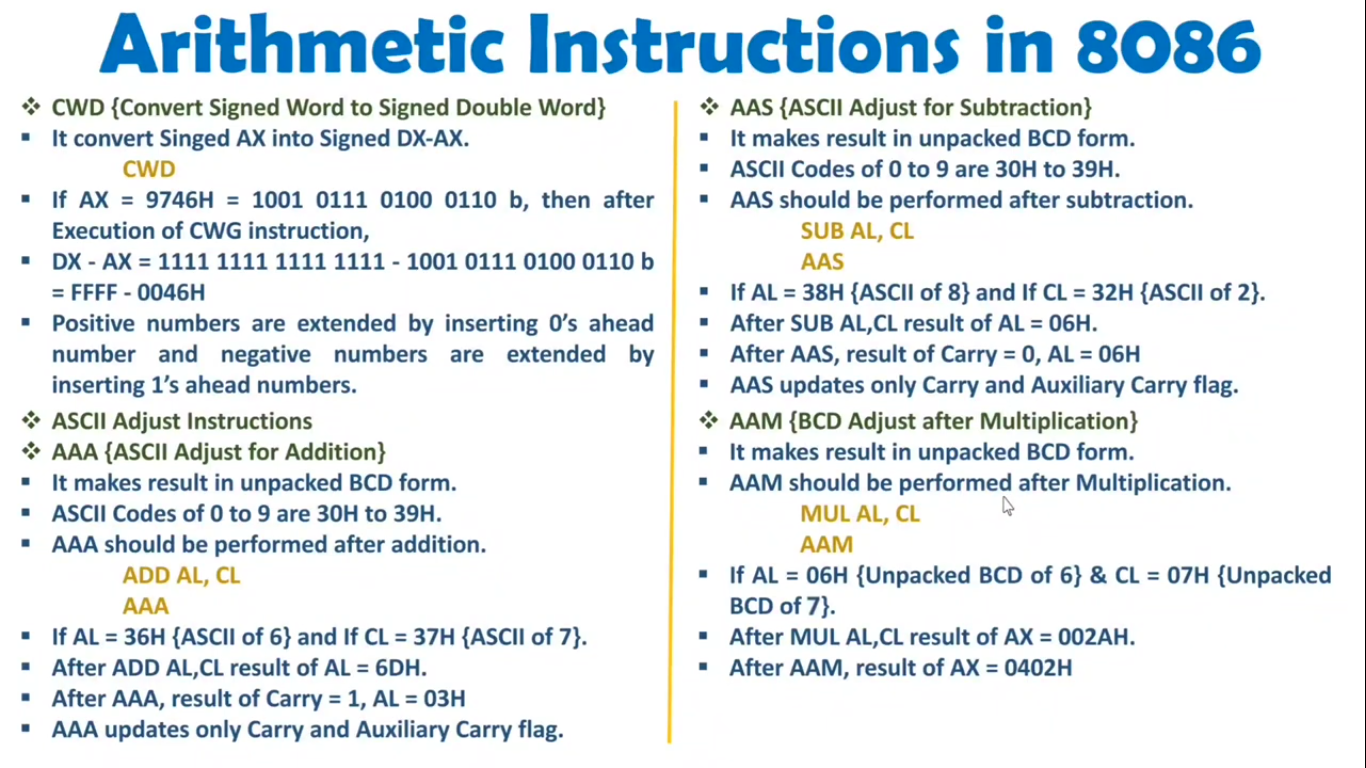 Arithmetic Instructions in 8086
❖ CWD {Convert Signed Word to Signed Double Word}
▪ It convert Singed AX into Signed DX-AX.
CWD
▪ If AX = 9746H = 1001 0111 0100 0110 b, then after
Execution of CWG instruction,
▪ DX - AX = 1111 1111 1111 1111 - 1001 0111 0100 0110 b
= FFFF - 0046H
▪ Positive numbers are extended by inserting 0’s ahead
number and negative numbers are extended by
inserting 1’s ahead numbers.
❖ ASCII Adjust Instructions
❖ AAA {ASCII Adjust for Addition}
▪ It makes result in unpacked BCD form.
▪ ASCII Codes of 0 to 9 are 30H to 39H.
▪ AAA should be performed after addition.
ADD AL, CL
AAA
▪ If AL = 36H {ASCII of 6} and If CL = 37H {ASCII of 7}.
▪ After ADD AL,CL result of AL = 6DH.
▪ After AAA, result of Carry = 1, AL = 03H
▪ AAA updates only Carry and Auxiliary Carry flag.
❖ AAS {ASCII Adjust for Subtraction}
▪ It makes result in unpacked BCD form.
▪ ASCII Codes of 0 to 9 are 30H to 39H.
▪ AAS should be performed after subtraction.
SUB AL, CL
AAS
▪ If AL = 38H {ASCII of 8} and If CL = 32H {ASCII of 2}.
▪ After SUB AL,CL result of AL = 06H.
▪ After AAS, result of Carry = 0, AL = 06H
▪ AAS updates only Carry and Auxiliary Carry flag.
❖ AAM {BCD Adjust after Multiplication}
▪ It makes result in unpacked BCD form.
▪ AAM should be performed after Multiplication.
MUL AL, CL
AAM
▪ If AL = 06H {Unpacked BCD of 6} & CL = 07H {Unpacked
BCD of 7}.
▪ After MUL AL,CL result of AX = 002AH.
▪ After AAM, result of AX = 0402H